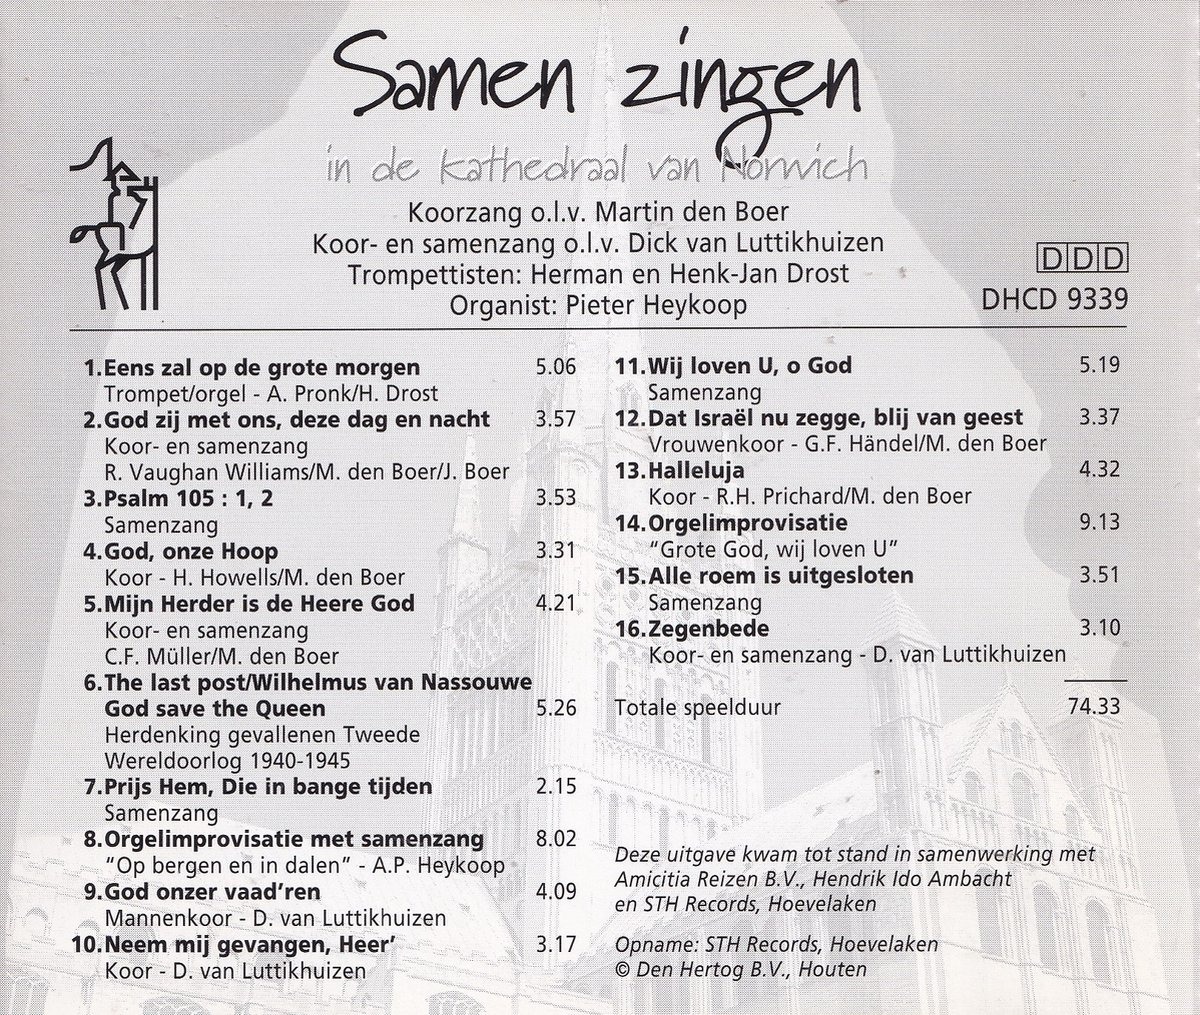 Samen zingen
in de kathedraal van Norwich
Koorzang o.l.v. Martin den Boer
Koor- en samenzang o.l.v. Dick van Luttikhuizen
Trompettisten: Herman en Henk-Jan Drost
Organist: Pieter Heykoop
DDD
DHCD 9339
1. Eens zal op de grote morgen 5.06
Trompet/orgel - A. Pronk/H. Drost
2. God zij met ons, deze dag en nacht 3.57
Koor- en samenzang
R. Vaughan Williams/M. den Boer/J. Boer
3. Psalm 105 : 1, 2 3.53
Samenzang
4. God, onze Hoop 3.31
Koor - H. Howells/M. den Boer
5. Mijn Herder is de Heere God 4.21
Koor- en samenzang
C.F. Müller/M. den Boer
6. The last post/Wilhelmus van Nassouwe
God save the Queen 5.26
Herdenking gevallenen Tweede
Wereldoorlog 1940-1945
7. Prijs Hem, Die in bange tijden 2.15
Samenzang
8. Orgelimprovisatie met samenzang 8.02
"Op bergen en in dalen" - A.P. Heykoop
9. God onzer vaad'ren 4.09
Mannenkoor - D. van Luttikhuizen
10. Neem mij gevangen, Heer' 3.17
Koor - D. van Luttikhuizen
11. Wij loven U, o God 5.19
Samenzang
12. Dat Israël nu zegge, blij van geest 3.37
Vrouwenkoor - G.F. Händel/M. den Boer
13. Halleluja 4.32
Koor - R.H. Prichard/M. den Boer
14. Orgelimprovisatie 9.13
"Grote God, wij loven U"
15. Alle roem is uitgesloten 3.51
Samenzang
16. Zegenbede 3.10
Koor- en samenzang - D. van Luttikhuizen
Totale speelduur 74.33
Deze uitgave kwam tot stand in samenwerking met
Amicitia Reizen B.V., Hendrik Ido Ambacht
en STH Records, Hoevelaken
Opname: STH Records, Hoevelaken
© Den Hertog B.V., Houten